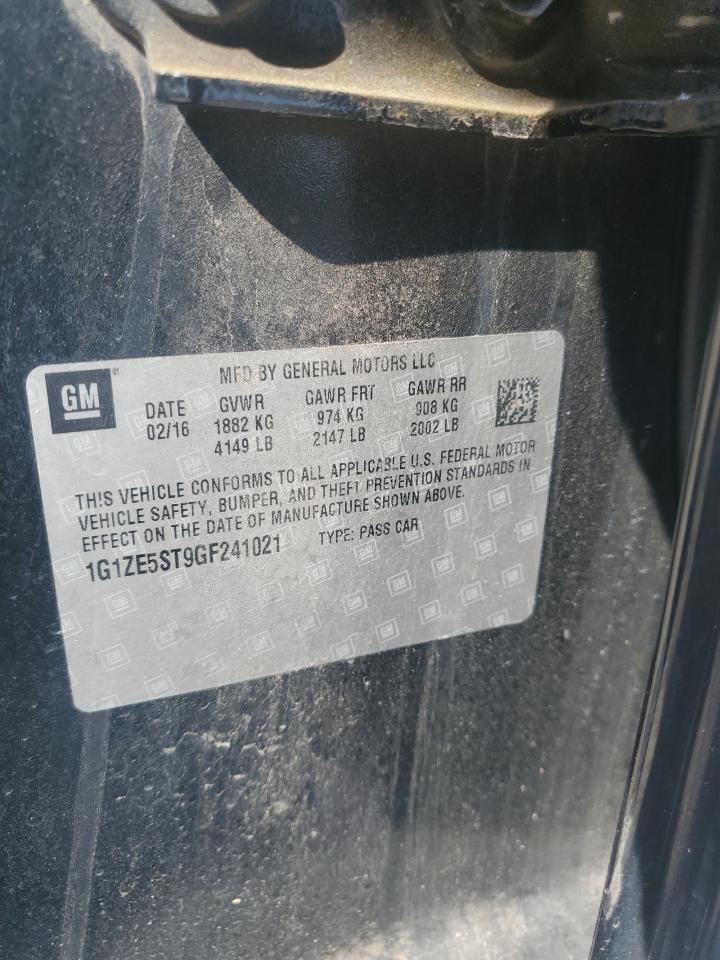 GM
MFD BY GENERAL MOTORS LLC
DATE GVWR GAWR FRT GAWR RR
02/16 1882 KG 974 KG 908 KG
4149 LB 2147 LB 2002 LB
THIS VEHICLE CONFORMS TO ALL APPLICABLE U.S. FEDERAL MOTOR
VEHICLE SAFETY, BUMPER, AND THEFT PREVENTION STANDARDS IN
EFFECT ON THE DATE OF MANUFACTURE SHOWN ABOVE.
1G1ZE5ST9GF241021 TYPE: PASS CAR